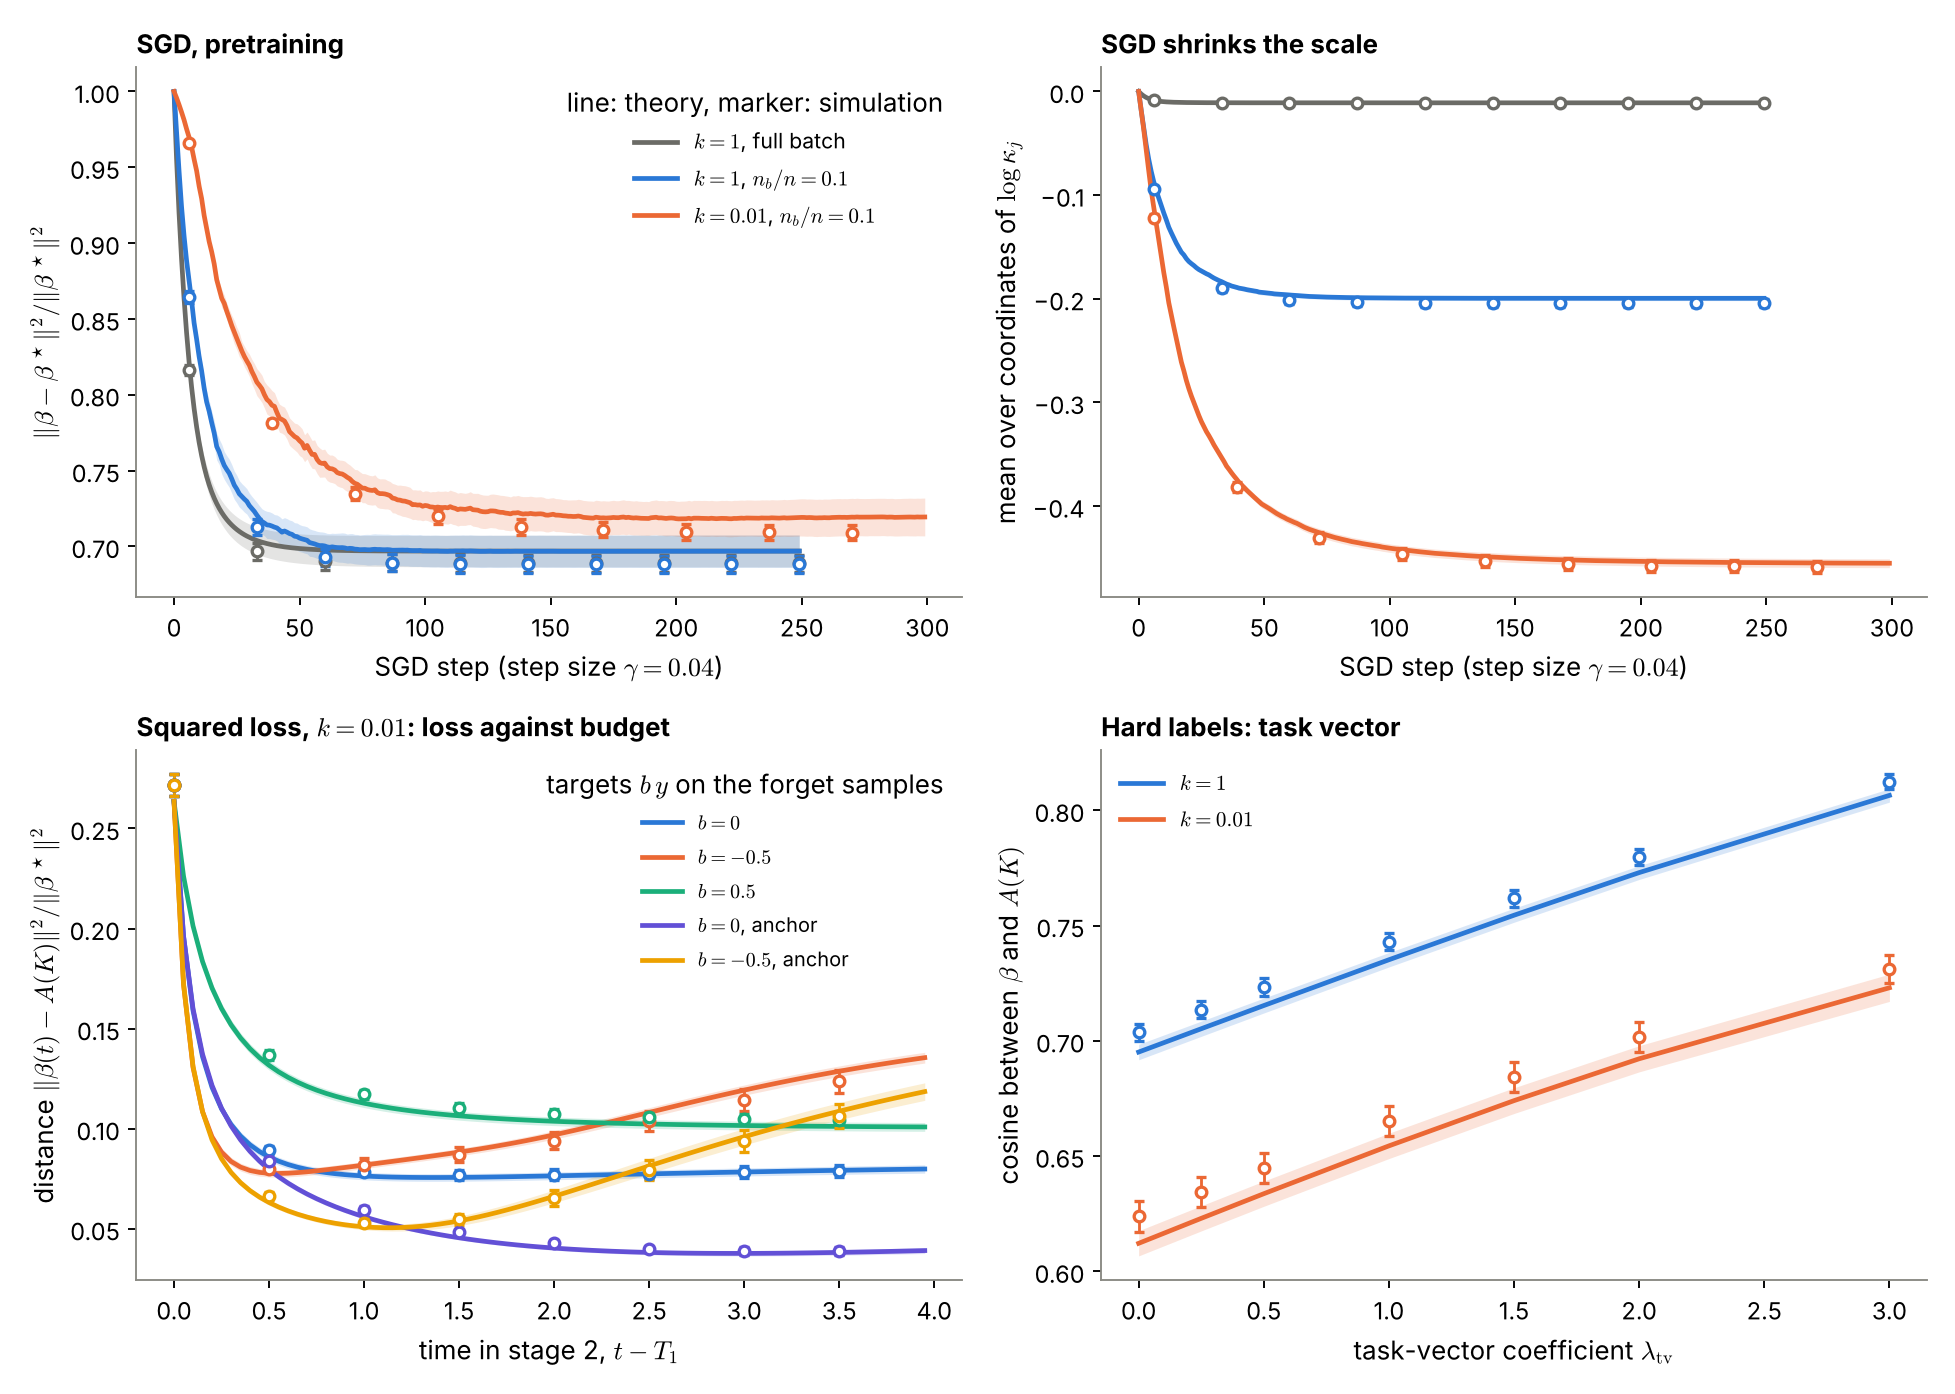 SGD, pretraining
‖β − β⋆‖²/‖β⋆‖²
1.00
0.95
0.90
0.85
0.80
0.75
0.70
line: theory, marker: simulation
k = 1, full batch
k = 1, n_b/n = 0.1
k = 0.01, n_b/n = 0.1
0 50 100 150 200 250 300
SGD step (step size γ = 0.04)
SGD shrinks the scale
mean over coordinates of log κ_j
0.0
−0.1
−0.2
−0.3
−0.4
0 50 100 150 200 250 300
SGD step (step size γ = 0.04)
Squared loss, k = 0.01: loss against budget
distance ‖β(t) − A(K)‖²/‖β⋆‖²
0.25
0.20
0.15
0.10
0.05
targets b y on the forget samples
b = 0
b = −0.5
b = 0.5
b = 0, anchor
b = −0.5, anchor
0.0 0.5 1.0 1.5 2.0 2.5 3.0 3.5 4.0
time in stage 2, t − T₁
Hard labels: task vector
cosine between β and A(K)
0.80
0.75
0.70
0.65
0.60
k = 1
k = 0.01
0.0 0.5 1.0 1.5 2.0 2.5 3.0
task-vector coefficient λ_tv